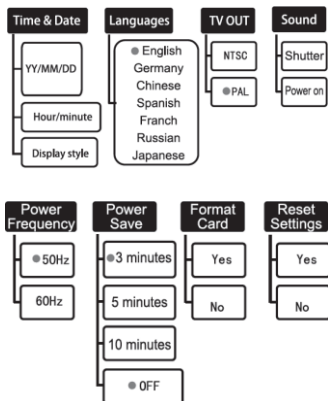 Time & Date
YY/MM/DD
Hour/minute
Display style
Languages
English
Germany
Chinese
Spanish
Franch
Russian
Japanese
TV OUT
NTSC
PAL
Sound
Shutter
Power on
Power
Frequency
50Hz
60Hz
Power
Save
3 minutes
5 minutes
10 minutes
OFF
Format
Card
Yes
No
Reset
Settings
Yes
No